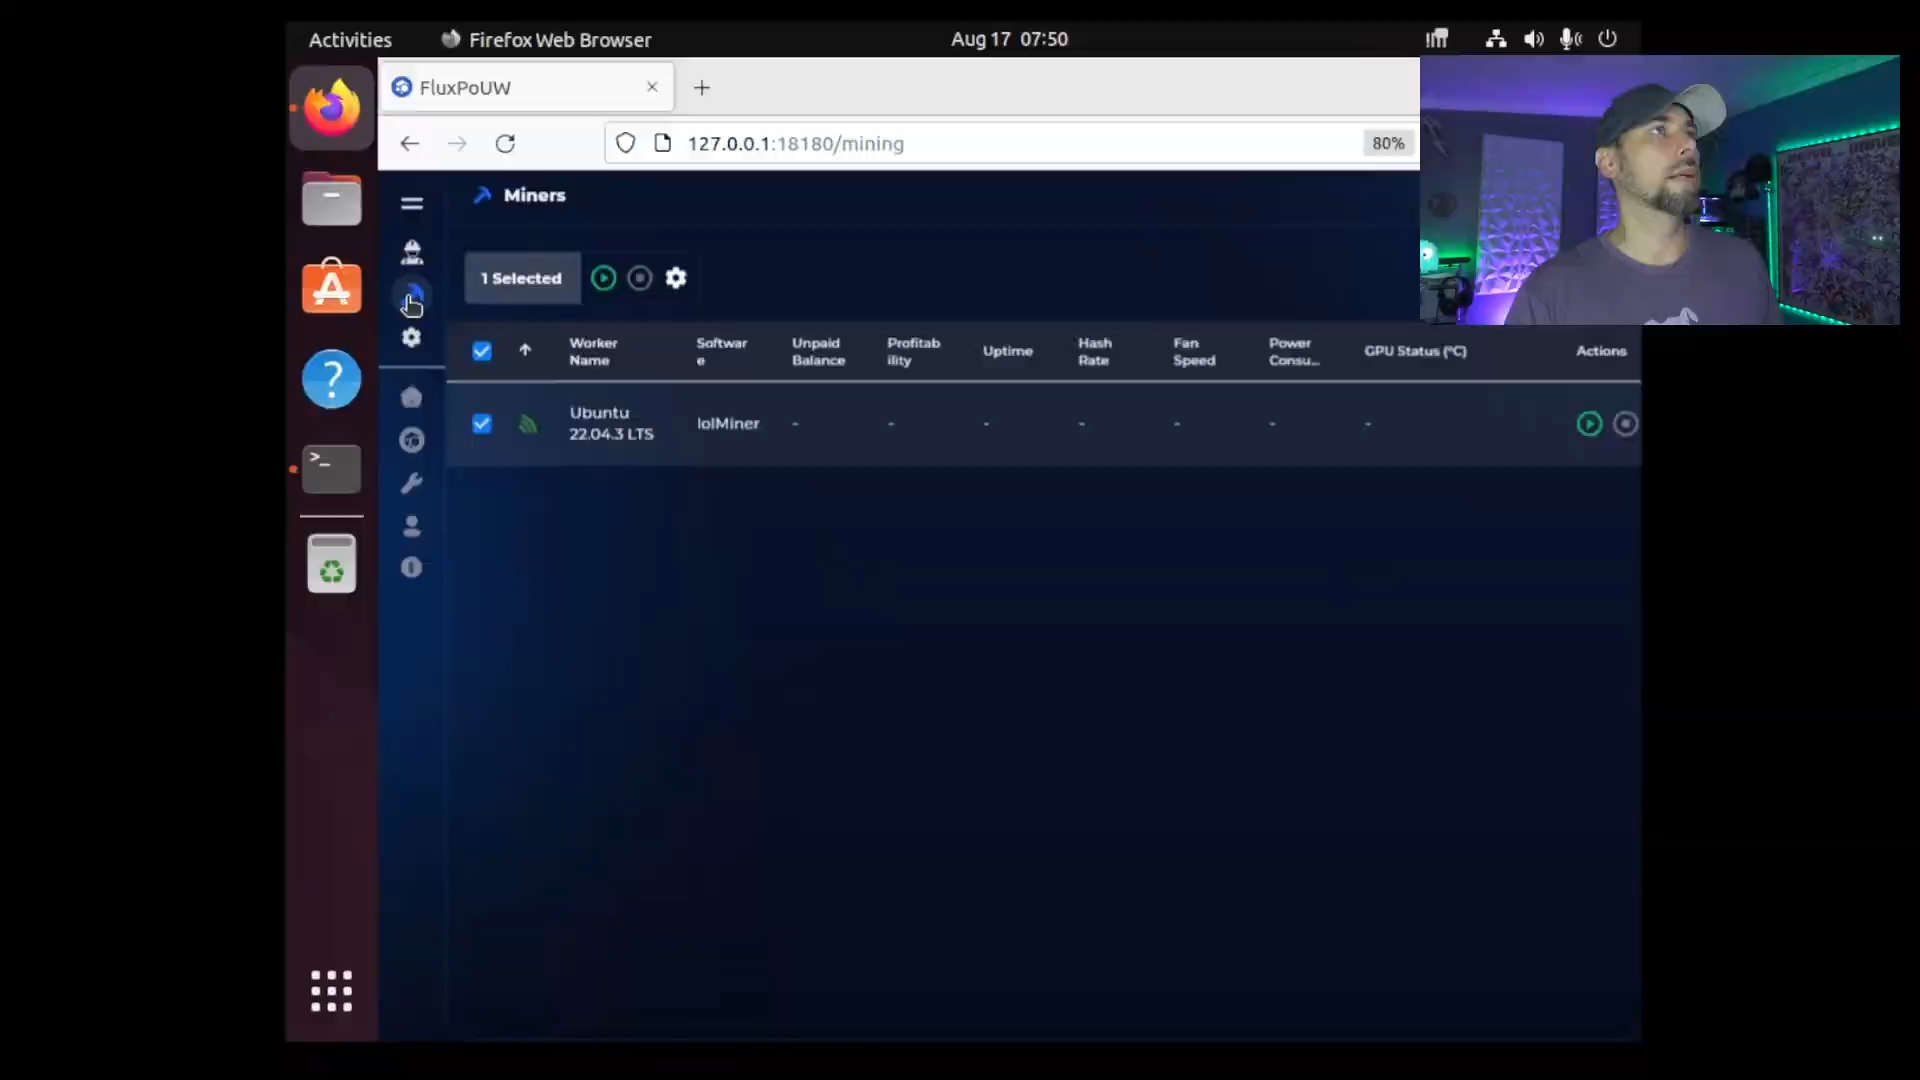 Activities
Firefox Web Browser
Aug 17 07:50
FluxPoUW
127.0.0.1:18180/mining
80%
Miners
1 Selected
Worker Name
Softwar e
Unpaid Balance
Profitab ility
Uptime
Hash Rate
Fan Speed
Power Consu...
GPU Status (°C)
Actions
Ubuntu 22.04.3 LTS
lolMiner
- - - - - - -